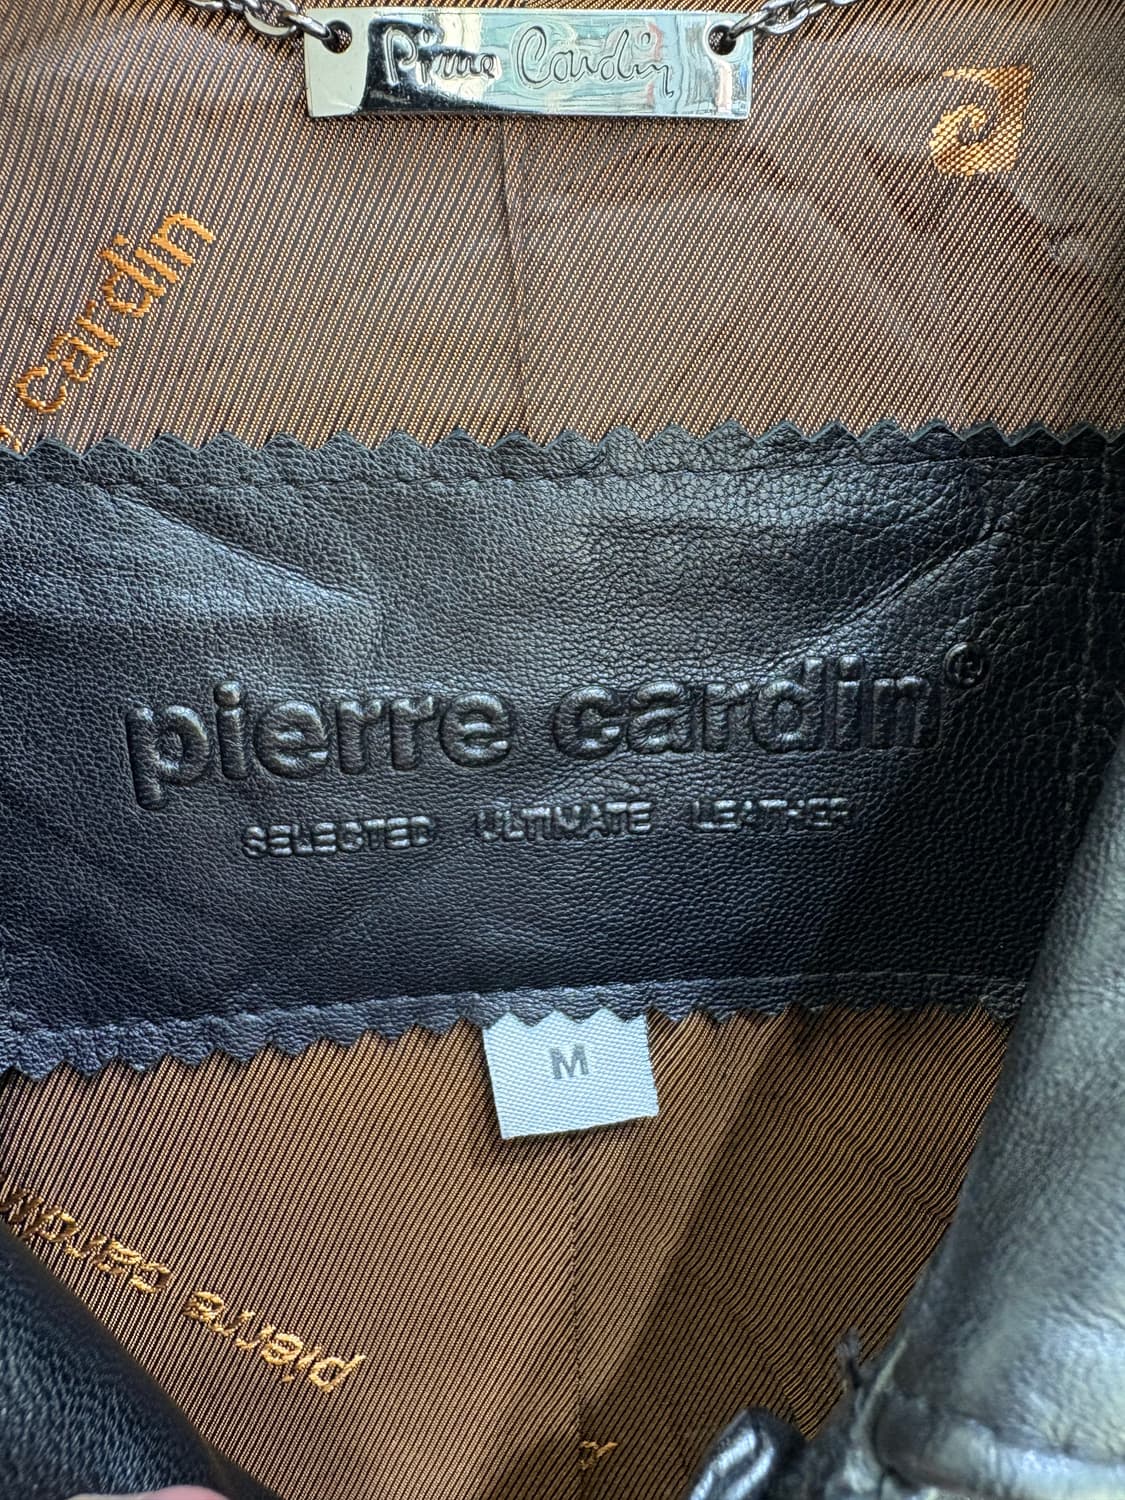 Pierre Cardin
cardin
pierre cardin®
SELECTED ULTIMATE LEATHER
M
pierre cardin